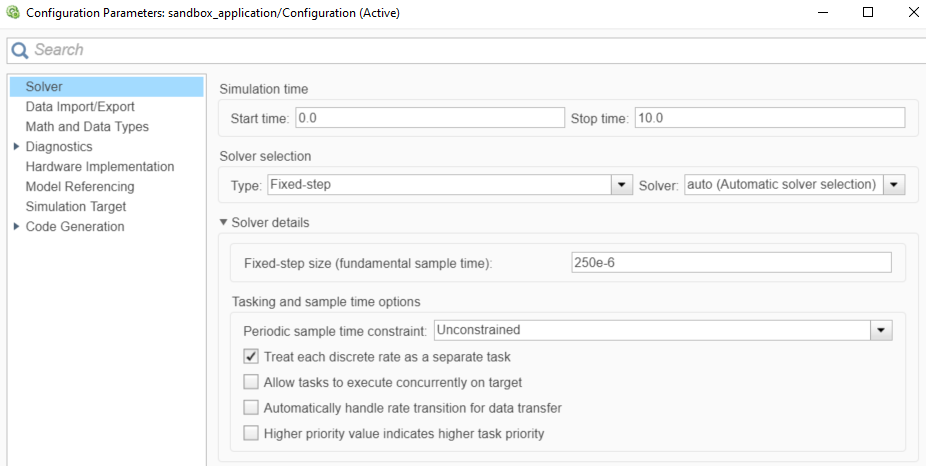 Configuration Parameters: sandbox_application/Configuration (Active)
Search
Solver
Data Import/Export
Math and Data Types
Diagnostics
Hardware Implementation
Model Referencing
Simulation Target
Code Generation
Simulation time
Start time: 0.0 Stop time: 10.0
Solver selection
Type: Fixed-step Solver: auto (Automatic solver selection)
Solver details
Fixed-step size (fundamental sample time): 250e-6
Tasking and sample time options
Periodic sample time constraint: Unconstrained
Treat each discrete rate as a separate task
Allow tasks to execute concurrently on target
Automatically handle rate transition for data transfer
Higher priority value indicates higher task priority